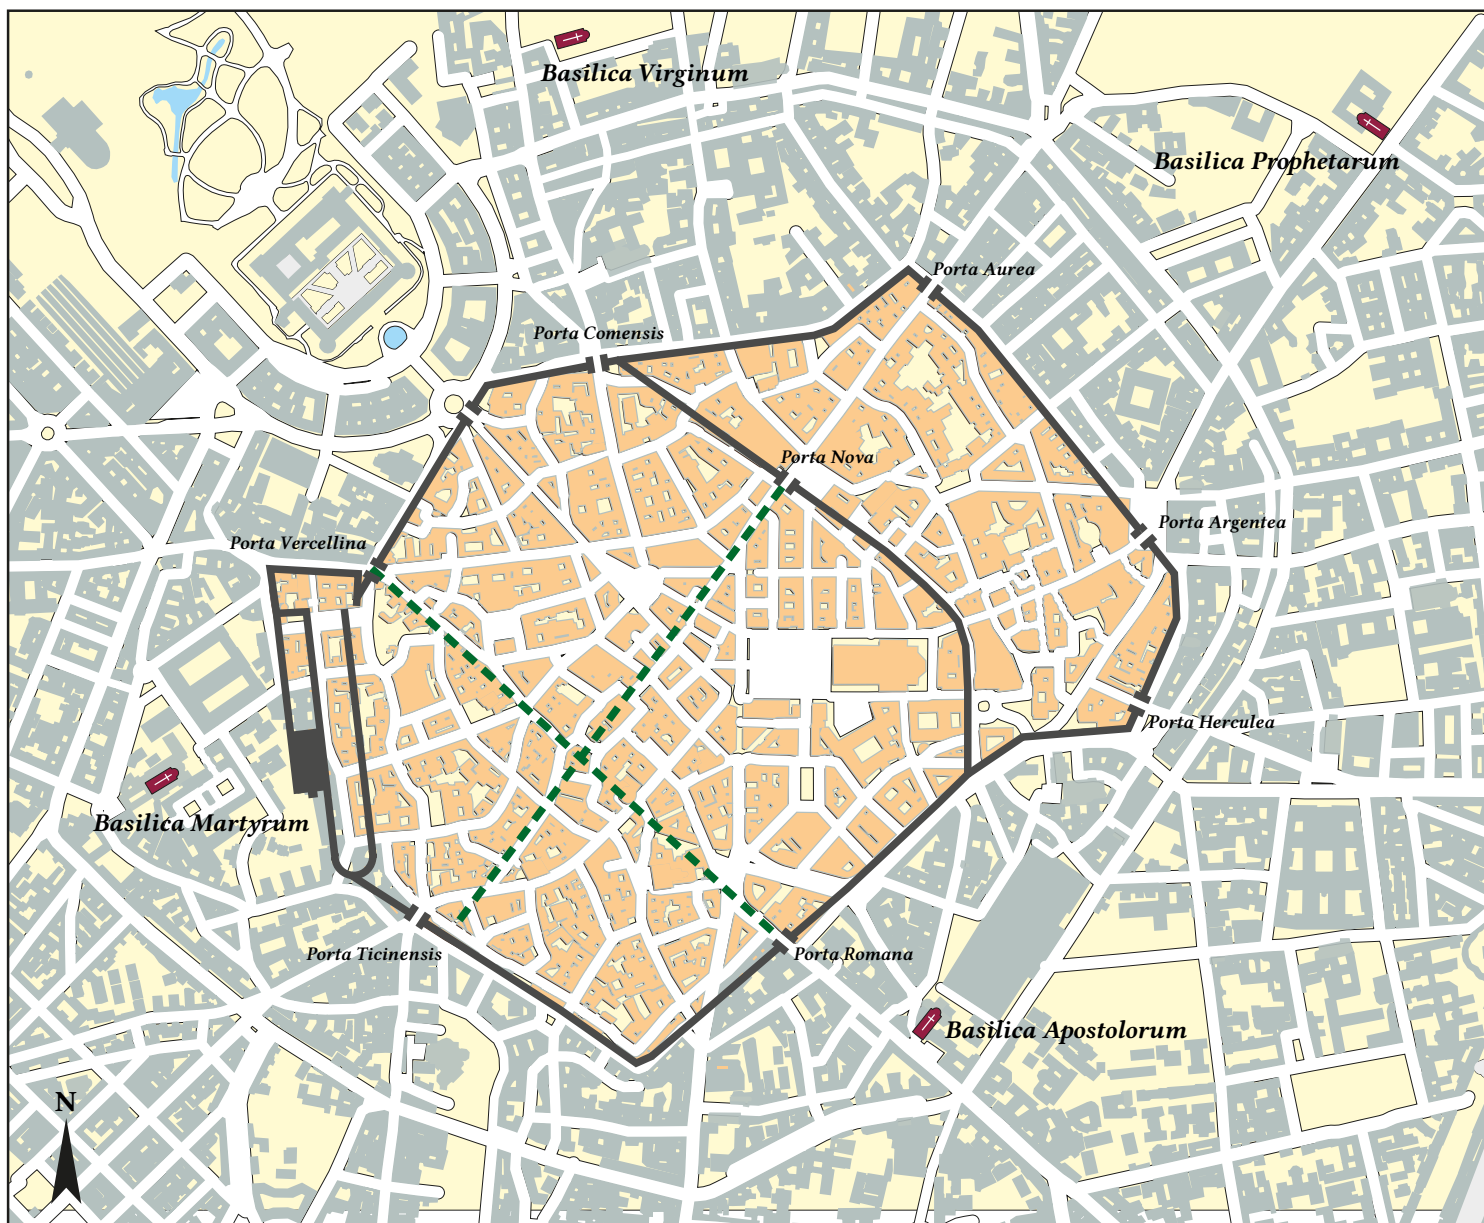 Basilica Virginum
Basilica Prophetarum
Porta Aurea
Porta Comensis
Porta Nova
Porta Argentea
Porta Vercellina
Porta Herculea
Basilica Martyrum
Porta Ticinensis
Porta Romana
Basilica Apostolorum
N